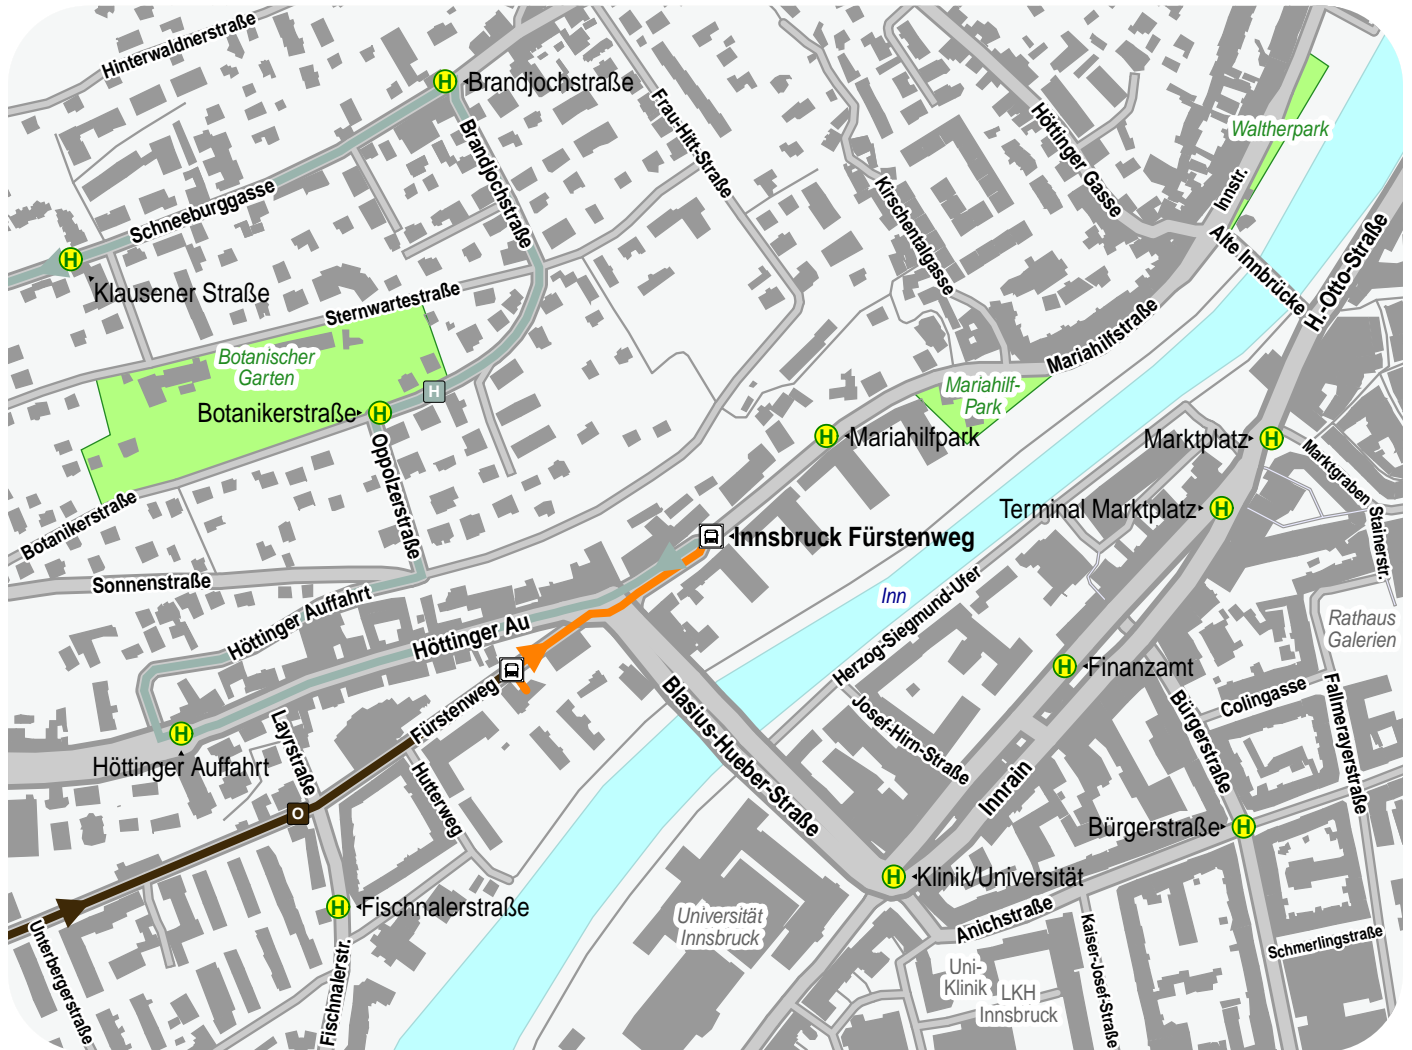 Hinterwaldnerstraße
H
Brandjochstraße
Brandjochstraße
Frau-Hitt-Straße
Höttinger Gasse
Waltherpark
Innstr.
Kirschentalgasse
Schneeburggasse
H
Klausener Straße
Alte Innbrücke
H.-Otto-Straße
Sternwartestraße
Mariahilfstraße
Botanischer
Garten
H
Mariahilf-
Park
Botanikerstraße
H
H
Mariahilfpark
Marktplatz
H
Oppolzerstraße
Marktgraben
Botanikerstraße
Terminal Marktplatz
H
Stainerstr.
Innsbruck Fürstenweg
Sonnenstraße
Inn
Herzog-Siegmund-Ufer
Höttinger Auffahrt
Höttinger Au
Rathaus
Galerien
H
Finanzamt
Fürstenweg
Blasius-Hueber-Straße
Josef-Hirn-Straße
Bürgerstraße
Colingasse
Fallmerayerstraße
H
Höttinger Auffahrt
Layrstraße
Hutterweg
Innrain
O
Bürgerstraße
H
H
Klinik/Universität
H
Fischnalerstraße
Universität
Innsbruck
Anichstraße
Kaiser-Josef-Straße
Schmerlingstraße
Unterbergerstraße
Fischnalerstr.
Uni-
Klinik
LKH
Innsbruck